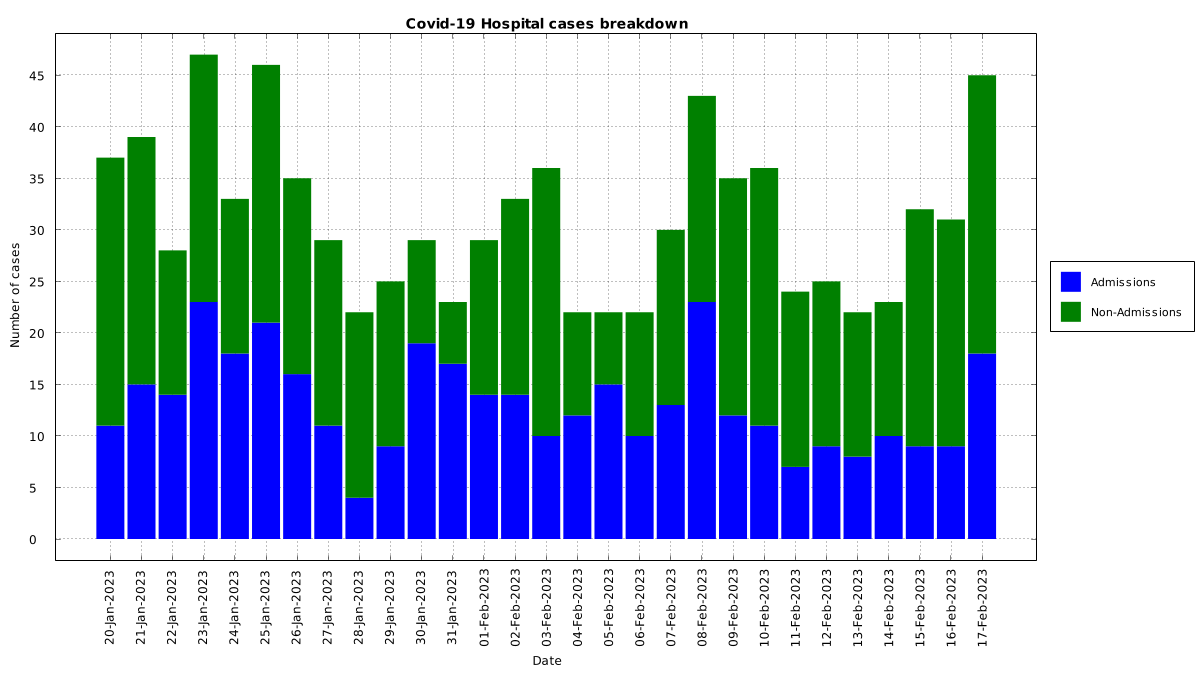 Covid-19 Hospital cases breakdown
Number of cases
45
40
35
30
25
20
15
10
5
0
20-Jan-2023
21-Jan-2023
22-Jan-2023
23-Jan-2023
24-Jan-2023
25-Jan-2023
26-Jan-2023
27-Jan-2023
28-Jan-2023
29-Jan-2023
30-Jan-2023
31-Jan-2023
01-Feb-2023
02-Feb-2023
03-Feb-2023
04-Feb-2023
05-Feb-2023
06-Feb-2023
07-Feb-2023
08-Feb-2023
09-Feb-2023
10-Feb-2023
11-Feb-2023
12-Feb-2023
13-Feb-2023
14-Feb-2023
15-Feb-2023
16-Feb-2023
17-Feb-2023
Date
Admissions
Non-Admissions